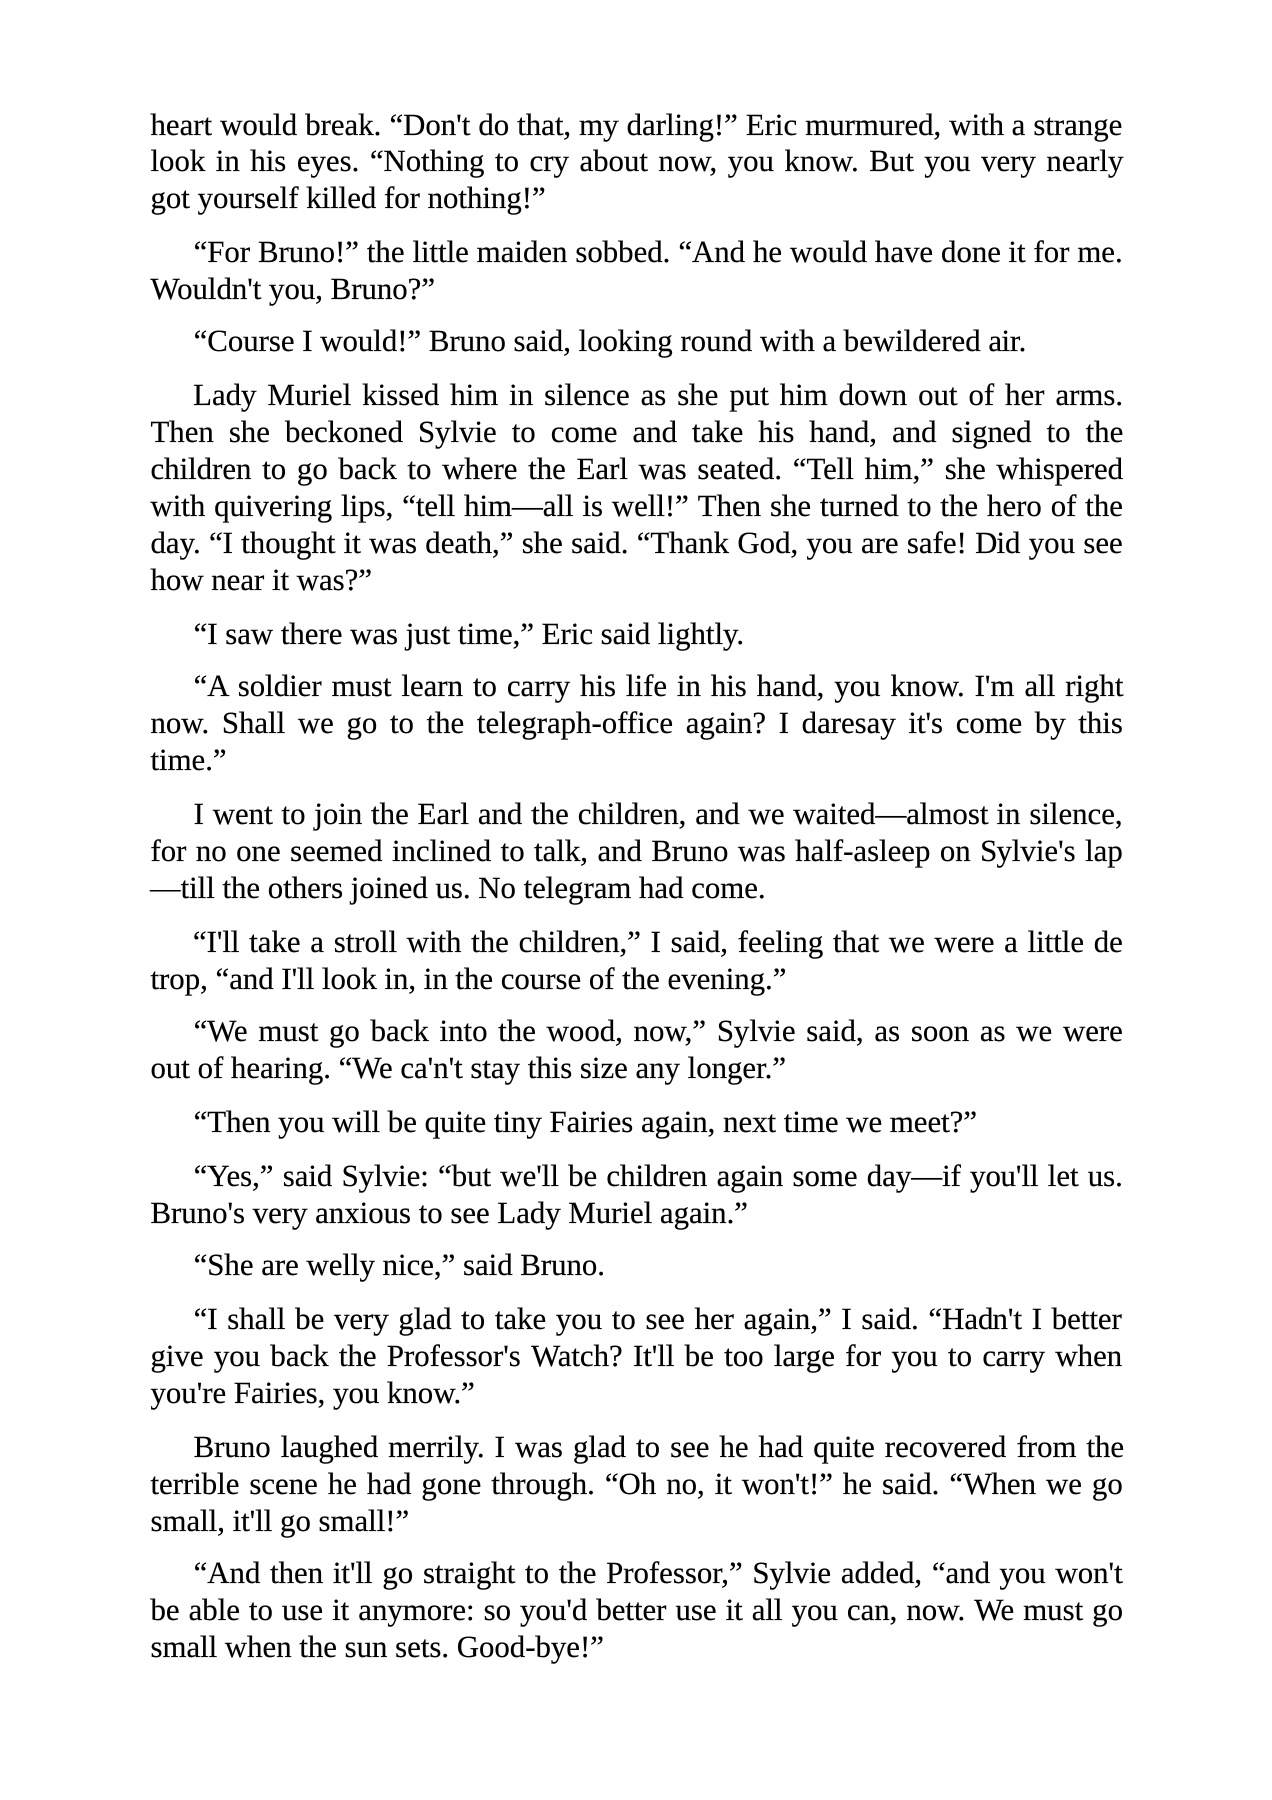 heart would break. “Don't do that, my darling!” Eric murmured, with a strange
look in his eyes. “Nothing to cry about now, you know. But you very nearly
got yourself killed for nothing!”
“For Bruno!” the little maiden sobbed. “And he would have done it for me.
Wouldn't you, Bruno?”
“Course I would!” Bruno said, looking round with a bewildered air.
Lady Muriel kissed him in silence as she put him down out of her arms.
Then she beckoned Sylvie to come and take his hand, and signed to the
children to go back to where the Earl was seated. “Tell him,” she whispered
with quivering lips, “tell him—all is well!” Then she turned to the hero of the
day. “I thought it was death,” she said. “Thank God, you are safe! Did you see
how near it was?”
“I saw there was just time,” Eric said lightly.
“A soldier must learn to carry his life in his hand, you know. I'm all right
now. Shall we go to the telegraph-office again? I daresay it's come by this
time.”
I went to join the Earl and the children, and we waited—almost in silence,
for no one seemed inclined to talk, and Bruno was half-asleep on Sylvie's lap
—till the others joined us. No telegram had come.
“I'll take a stroll with the children,” I said, feeling that we were a little de
trop, “and I'll look in, in the course of the evening.”
“We must go back into the wood, now,” Sylvie said, as soon as we were
out of hearing. “We ca'n't stay this size any longer.”
“Then you will be quite tiny Fairies again, next time we meet?”
“Yes,” said Sylvie: “but we'll be children again some day—if you'll let us.
Bruno's very anxious to see Lady Muriel again.”
“She are welly nice,” said Bruno.
“I shall be very glad to take you to see her again,” I said. “Hadn't I better
give you back the Professor's Watch? It'll be too large for you to carry when
you're Fairies, you know.”
Bruno laughed merrily. I was glad to see he had quite recovered from the
terrible scene he had gone through. “Oh no, it won't!” he said. “When we go
small, it'll go small!”
“And then it'll go straight to the Professor,” Sylvie added, “and you won't
be able to use it anymore: so you'd better use it all you can, now. We must go
small when the sun sets. Good-bye!”